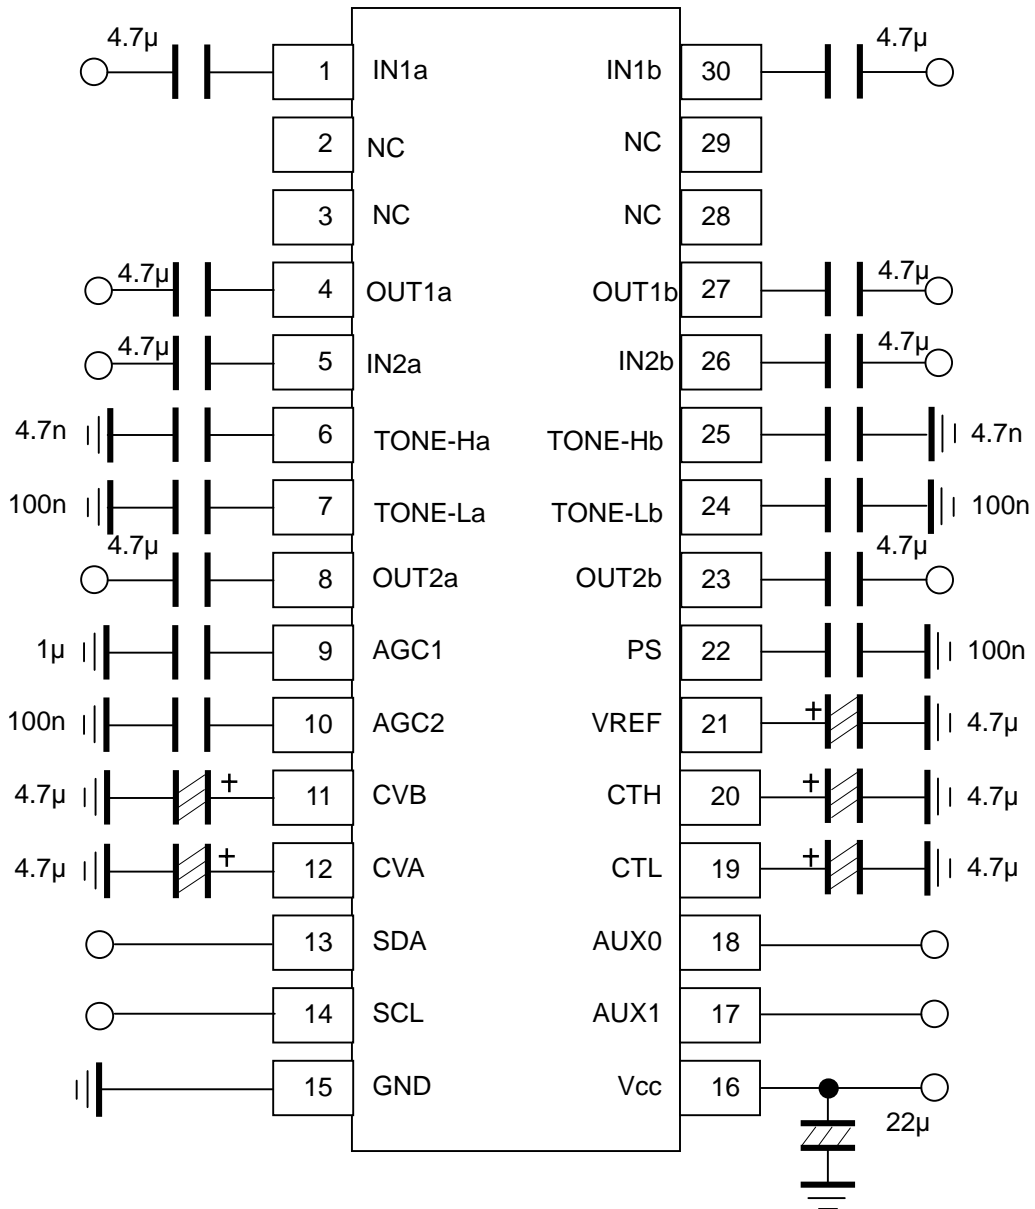 4.7µ 1 IN1a IN1b 30 4.7µ
2 NC NC 29
3 NC NC 28
4.7µ 4 OUT1a OUT1b 27 4.7µ
4.7µ 5 IN2a IN2b 26 4.7µ
4.7n 6 TONE-Ha TONE-Hb 25 4.7n
100n 7 TONE-La TONE-Lb 24 100n
4.7µ 8 OUT2a OUT2b 23 4.7µ
1µ 9 AGC1 PS 22 100n
100n 10 AGC2 VREF 21 + 4.7µ
4.7µ + 11 CVB CTH 20 + 4.7µ
4.7µ + 12 CVA CTL 19 + 4.7µ
13 SDA AUX0 18
14 SCL AUX1 17
15 GND Vcc 16
22µ